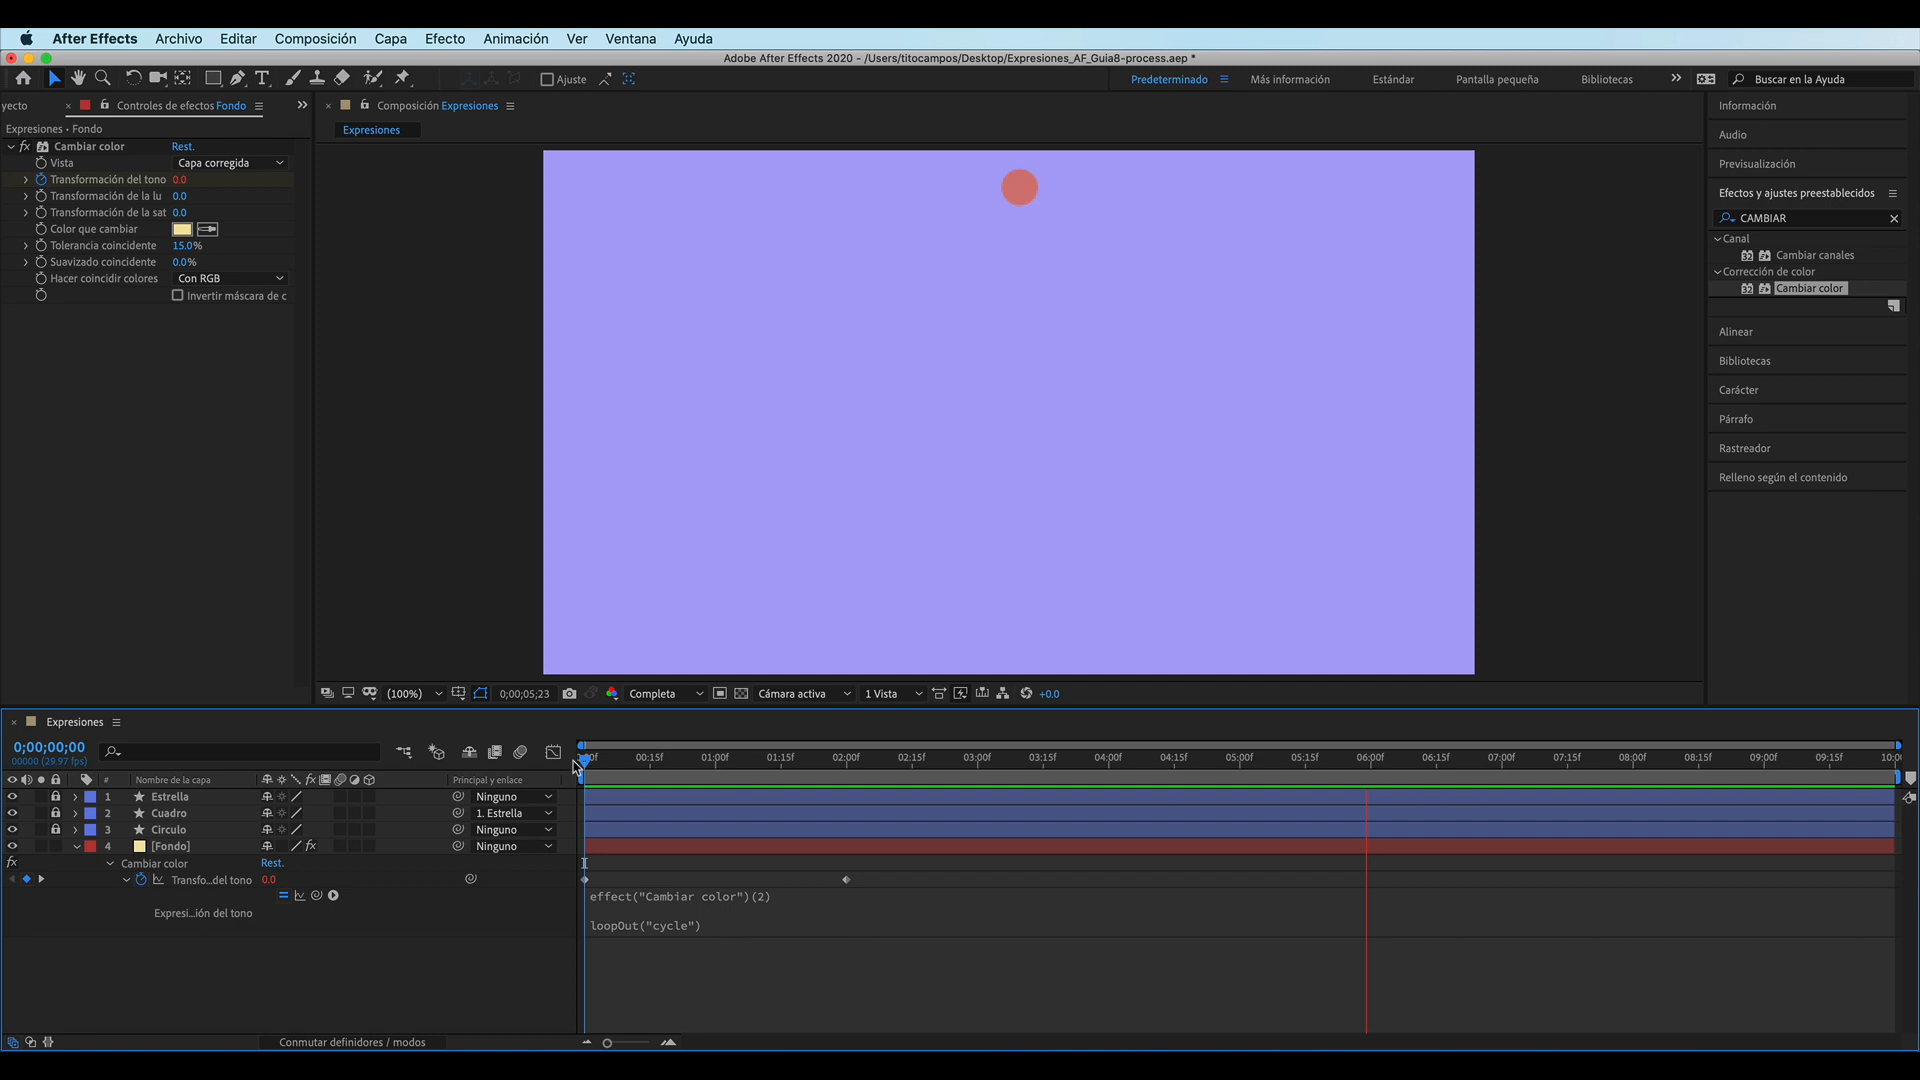 After Effects Archivo Editar Composición Capa Efecto Animación Ver Ventana Ayuda
Adobe After Effects 2020 - /Users/titocampos/Desktop/Expresiones_AF_Guia8-process.aep *
Ajuste
Predeterminado Más información Estándar Pantalla pequeña Bibliotecas Buscar en la Ayuda
yecto Controles de efectos Fondo
Composición Expresiones
Expresiones • Fondo
Expresiones
fx Cambiar color Rest.
Vista Capa corregida
Transformación del tono 0.0
Transformación de la lu 0.0
Transformación de la sat 0.0
Color que cambiar
Tolerancia coincidente 15.0%
Suavizado coincidente 0.0%
Hacer coincidir colores Con RGB
Invertir máscara de c
Información
Audio
Previsualización
Efectos y ajustes preestablecidos
CAMBIAR
Canal
32 Cambiar canales
Corrección de color
32 Cambiar color
Alinear
Bibliotecas
Carácter
Párrafo
Rastreador
Relleno según el contenido
(100%) 0;00;05;23 Completa Cámara activa 1 Vista +0.0
Expresiones
0;00;00;00
00000 (29.97 fps)
00f 00:15f 01:00f 01:15f 02:00f 02:15f 03:00f 03:15f 04:00f 04:15f 05:00f 05:15f 06:00f 06:15f 07:00f 07:15f 08:00f 08:15f 09:00f 09:15f 10:0
# Nombre de la capa fx Principal y enlace
1 Estrella Ninguno
2 Cuadro 1. Estrella
3 Circulo Ninguno
4 [Fondo] fx Ninguno
fx Cambiar color Rest.
Transfo...del tono 0.0
effect("Cambiar color")(2)
Expresi...ión del tono
loopOut("cycle")
Conmutar definidores / modos